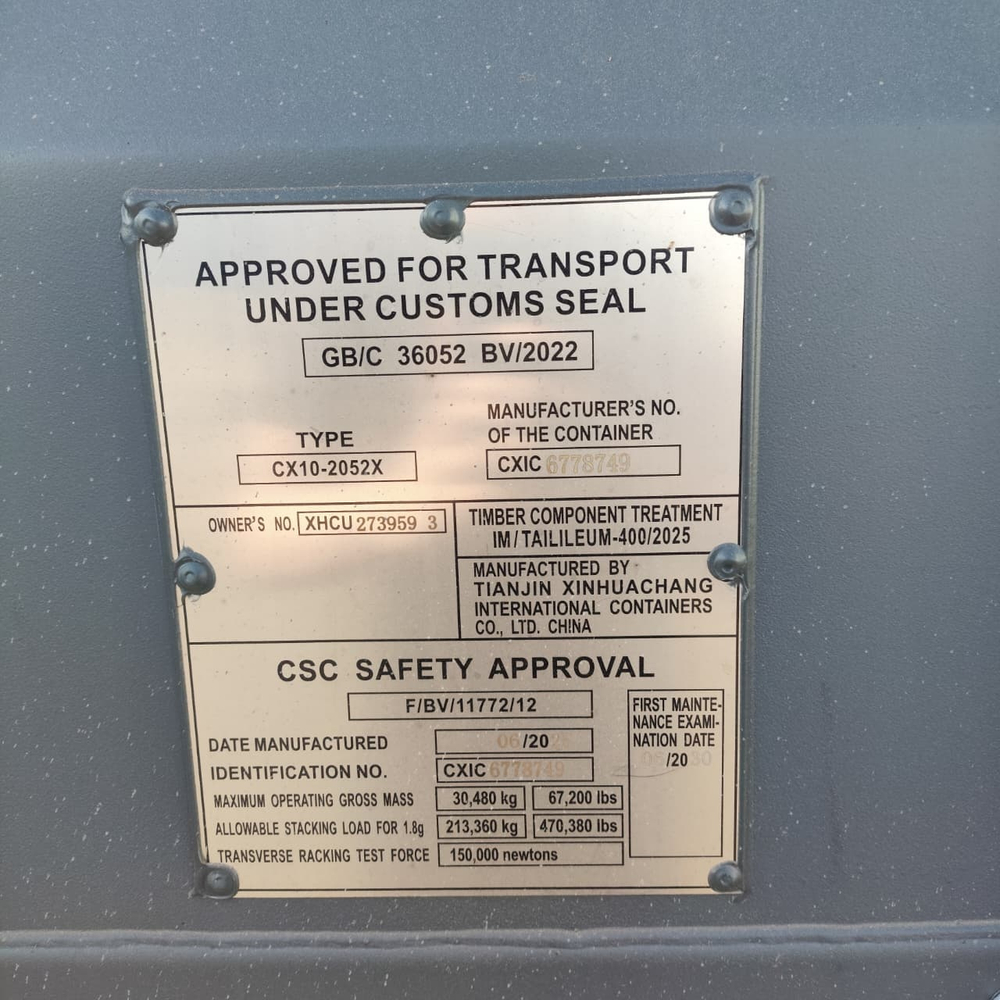 APPROVED FOR TRANSPORT
UNDER CUSTOMS SEAL
GB/C 36052 BV/2022
TYPE
CX10-2052X
MANUFACTURER'S NO.
OF THE CONTAINER
CXIC 6778749
OWNER'S NO. XHCU 273959 3
TIMBER COMPONENT TREATMENT
IM/TAILILEUM-400/2025
MANUFACTURED BY
TIANJIN XINHUACHANG
INTERNATIONAL CONTAINERS
CO., LTD. CHINA
CSC SAFETY APPROVAL
F/BV/11772/12
DATE MANUFACTURED 06/20
IDENTIFICATION NO. CXIC 6778749
MAXIMUM OPERATING GROSS MASS 30,480 kg 67,200 lbs
ALLOWABLE STACKING LOAD FOR 1.8g 213,360 kg 470,380 lbs
TRANSVERSE RACKING TEST FORCE 150,000 newtons
FIRST MAINTE-
NANCE EXAMI-
NATION DATE
/20